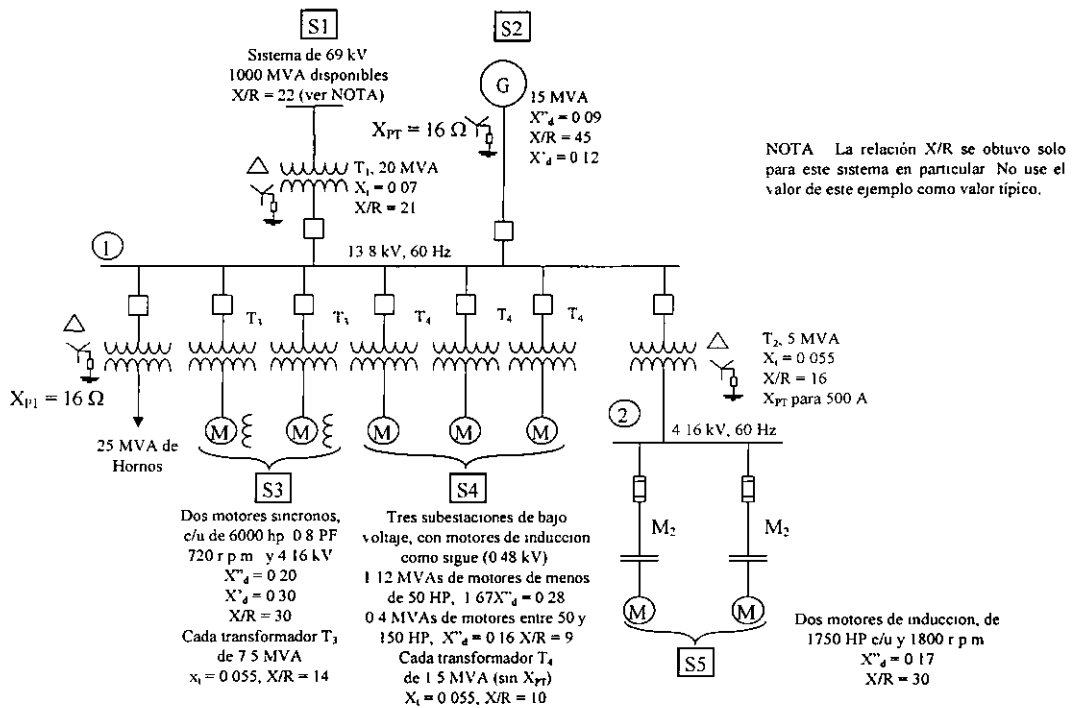 S1
Sistema de 69 kV
1000 MVA disponibles
X/R = 22 (ver NOTA)
S2
G
15 MVA
X"d = 0 09
X/R = 45
X'd = 0 12
XPT = 16 Ω
NOTA La relación X/R se obtuvo solo
para este sistema en particular No use el
valor de este ejemplo como valor típico.
T1, 20 MVA
Xt = 0 07
X/R = 21
1
13 8 kV, 60 Hz
T3
T3
T4
T4
T4
XP1 = 16 Ω
T2, 5 MVA
Xt = 0 055
X/R = 16
XPT para 500 A
2
4 16 kV, 60 Hz
25 MVA de
Hornos
M
M
M
M
M
S3
Dos motores sincronos,
c/u de 6000 hp 0 8 PF
720 r p m y 4 16 kV
X"d = 0 20
X'd = 0 30
X/R = 30
Cada transformador T3
de 7 5 MVA
xt = 0 055, X/R = 14
S4
Tres subestaciones de bajo
voltaje, con motores de induccion
como sigue (0 48 kV)
1 12 MVAs de motores de menos
de 50 HP, 1 67X"d = 0 28
0 4 MVAs de motores entre 50 y
150 HP, X"d = 0 16 X/R = 9
Cada transformador T4
de 1 5 MVA (sin XPT)
Xt = 0 055, X/R = 10
M2
M2
M
M
S5
Dos motores de induccion, de
1750 HP c/u y 1800 r p m
X"d = 0 17
X/R = 30